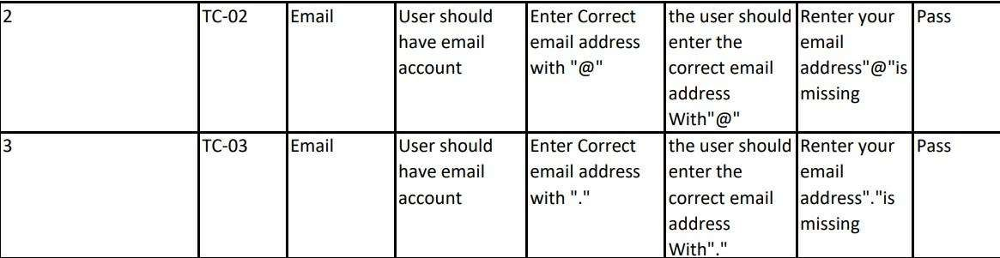 2
TC-02
Email
User should
have email
account
Enter Correct
email address
with "@"
the user should
enter the
correct email
address
With"@"
Renter your
email
address"@"is
missing
Pass
3
TC-03
Email
User should
have email
account
Enter Correct
email address
with "."
the user should
enter the
correct email
address
With"."
Renter your
email
address"."is
missing
Pass